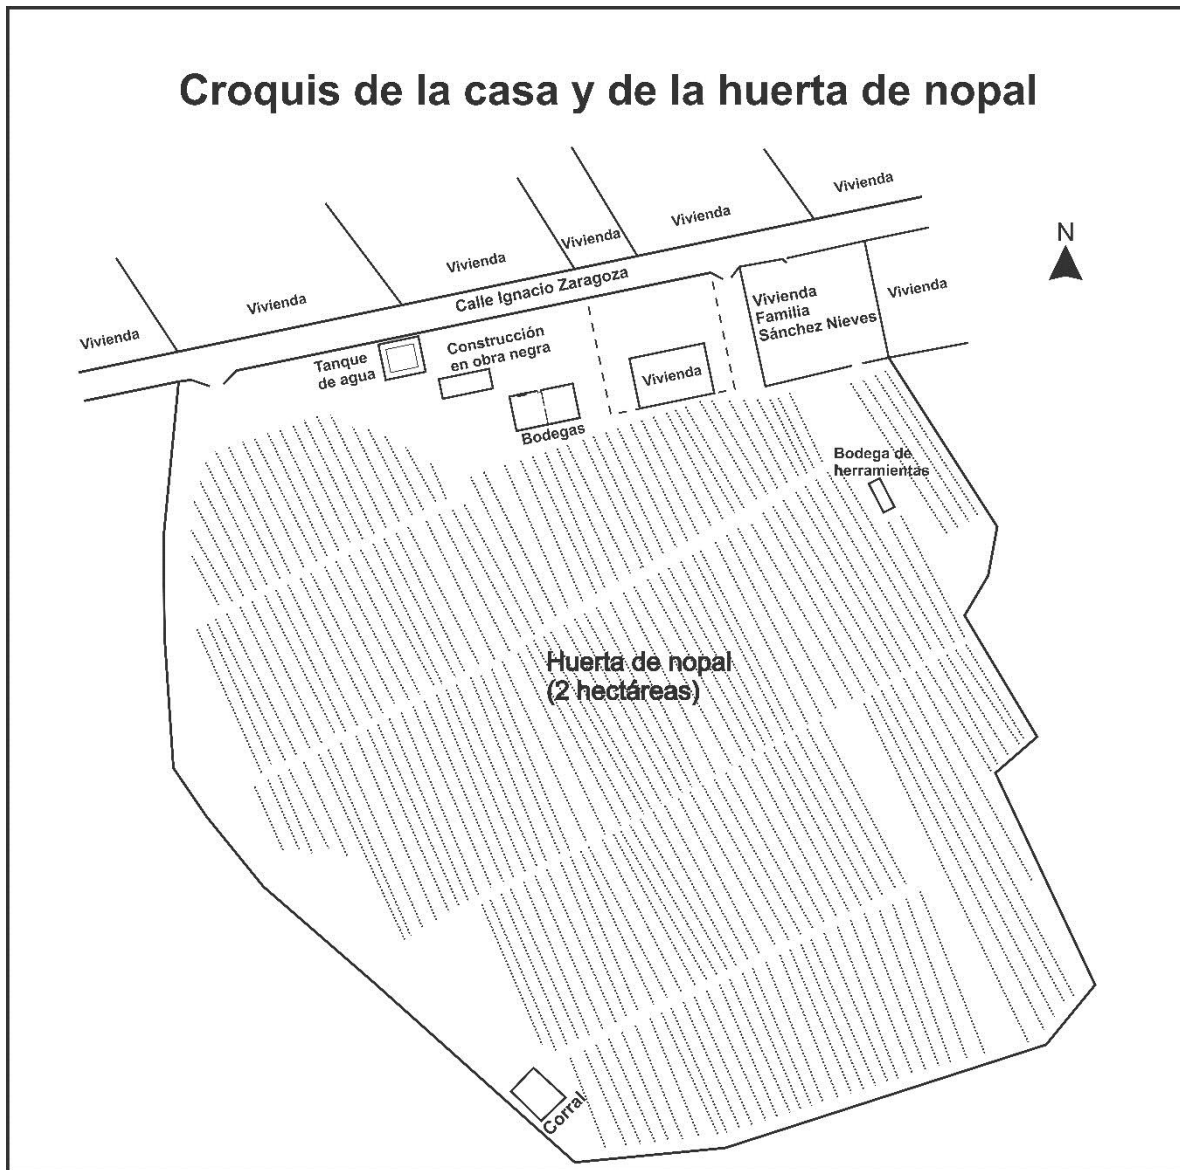 Croquis de la casa y de la huerta de nopal
Vivienda
Vivienda
Vivienda
Vivienda
Vivienda
Vivienda
N
Calle Ignacio Zaragoza
Vivienda
Familia
Sánchez Nieves
Vivienda
Tanque
de agua
Construcción
en obra negra
Vivienda
Bodegas
Bodega de
herramientas
Huerta de nopal
(2 hectáreas)
Corral